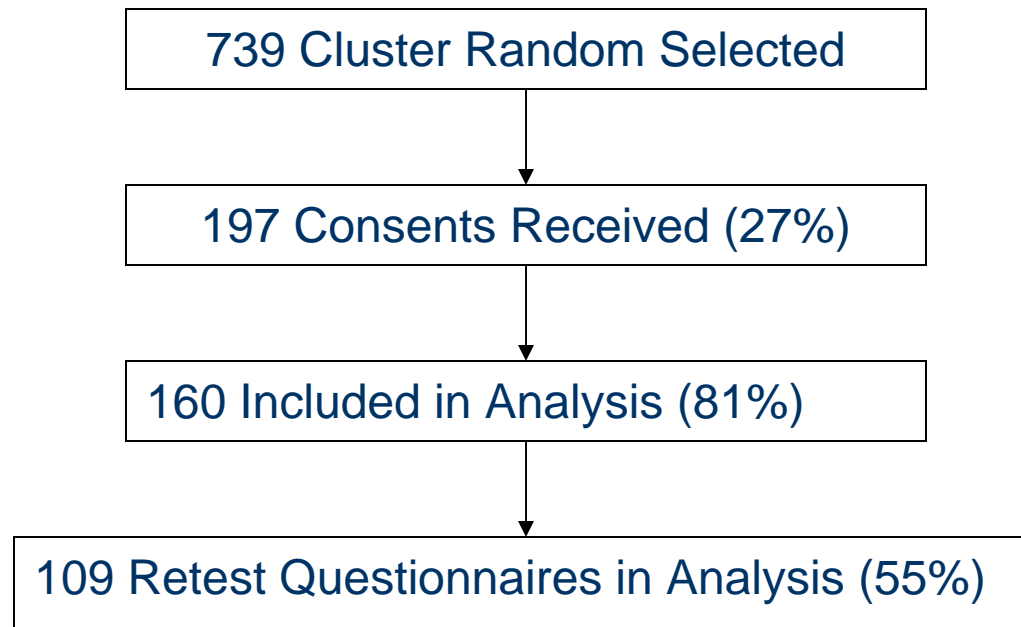 739 Cluster Random Selected
197 Consents Received (27%)
160 Included in Analysis (81%)
109 Retest Questionnaires in Analysis (55%)